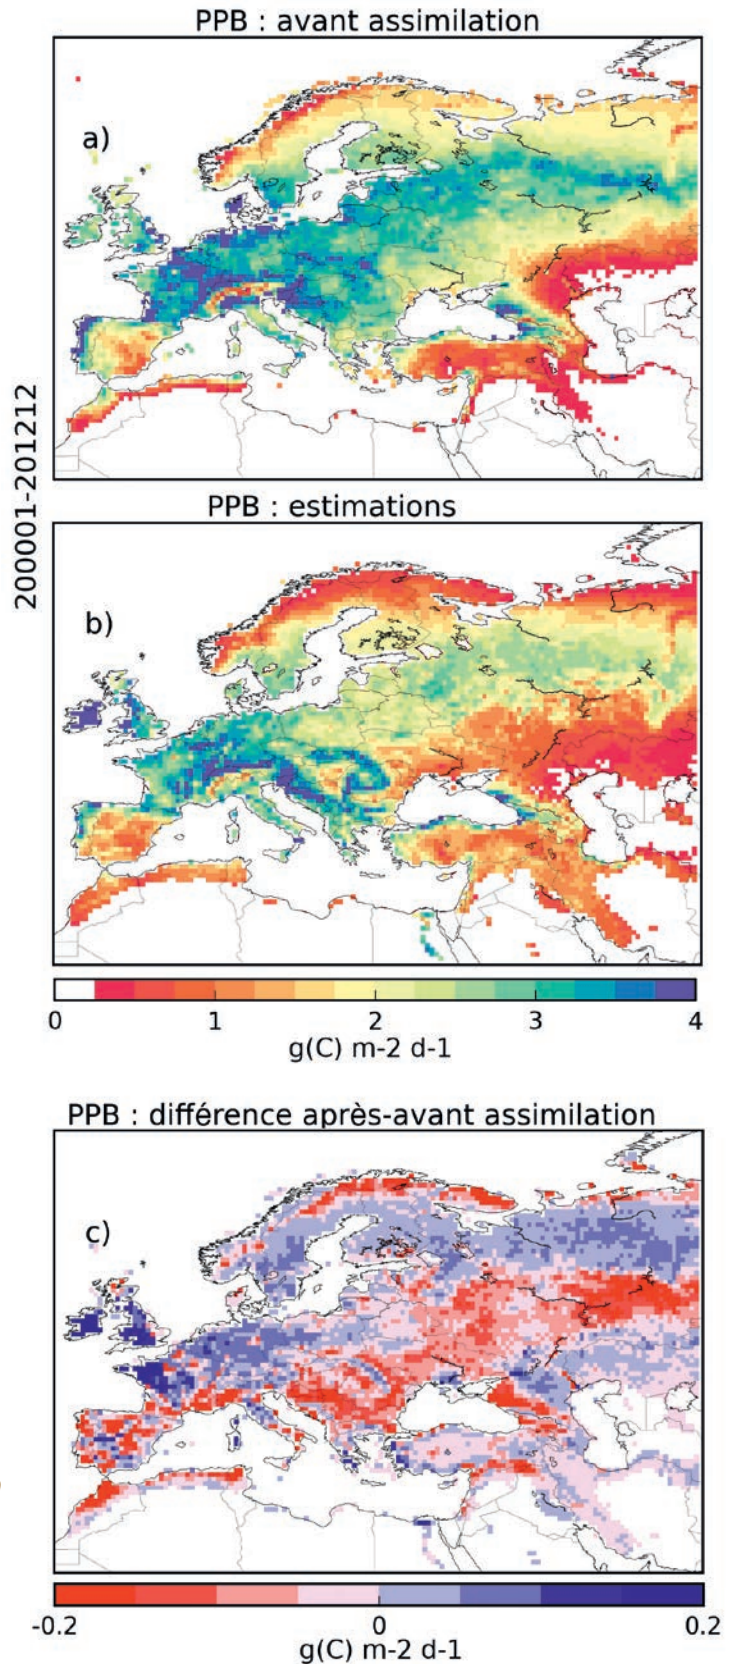 PPB : avant assimilation
a)
200001-201212
PPB : estimations
b)
0 1 2 3 4
g(C) m-2 d-1
PPB : différence après-avant assimilation
c)
-0.2 0 0.2
g(C) m-2 d-1